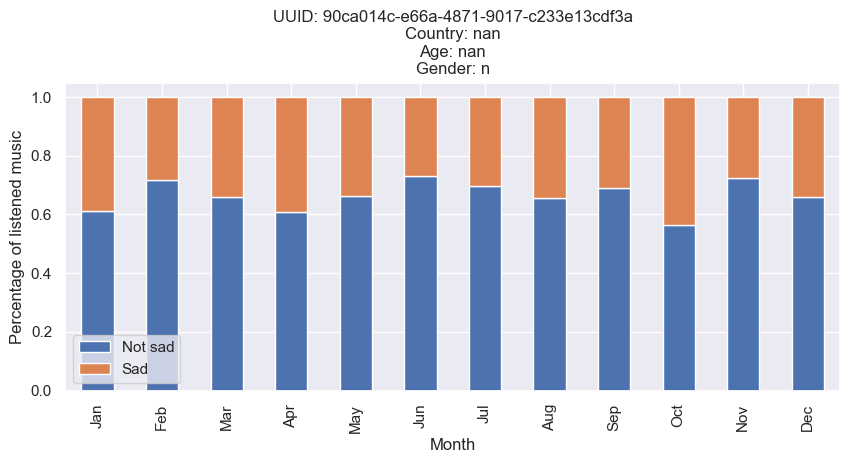 UUID: 90ca014c-e66a-4871-9017-c233e13cdf3a
Country: nan
Age: nan
Gender: n
Percentage of listened music
1.0
0.8
0.6
0.4
0.2
0.0
Not sad
Sad
Jan Feb Mar Apr May Jun Jul Aug Sep Oct Nov Dec
Month